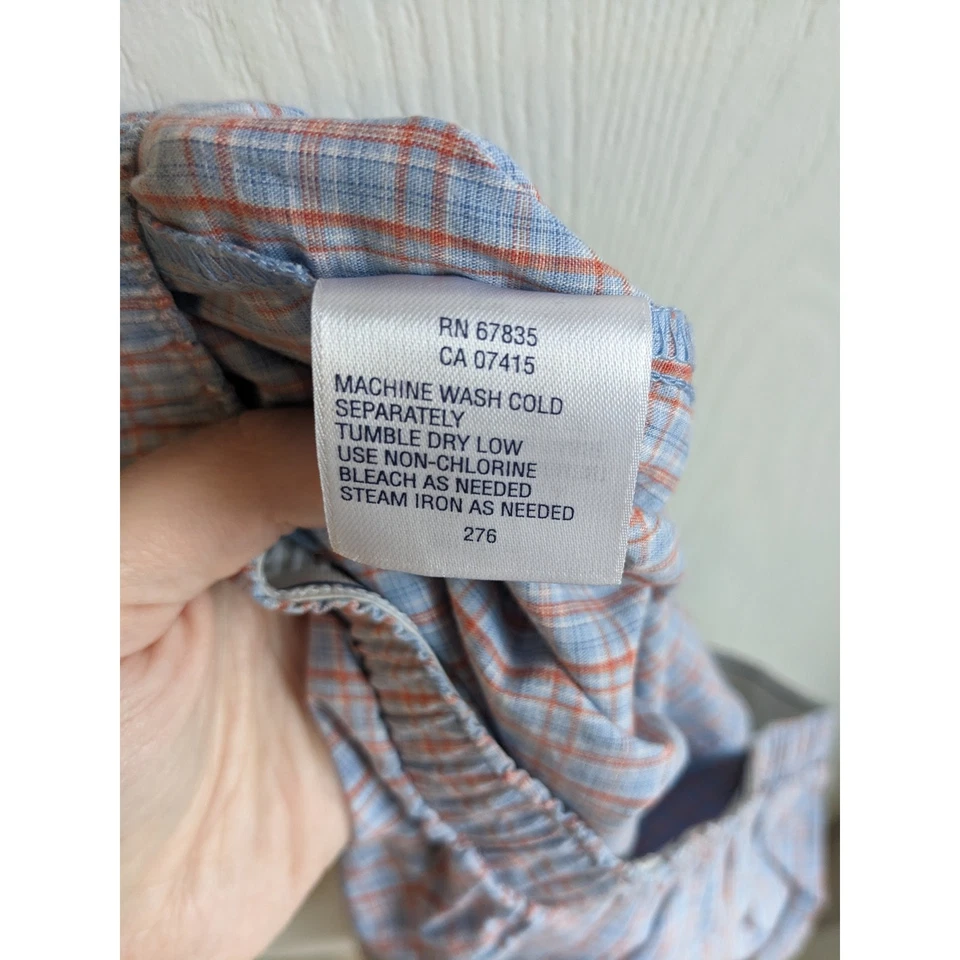 RN 67835
CA 07415
MACHINE WASH COLD
SEPARATELY
TUMBLE DRY LOW
USE NON-CHLORINE
BLEACH AS NEEDED
STEAM IRON AS NEEDED
276